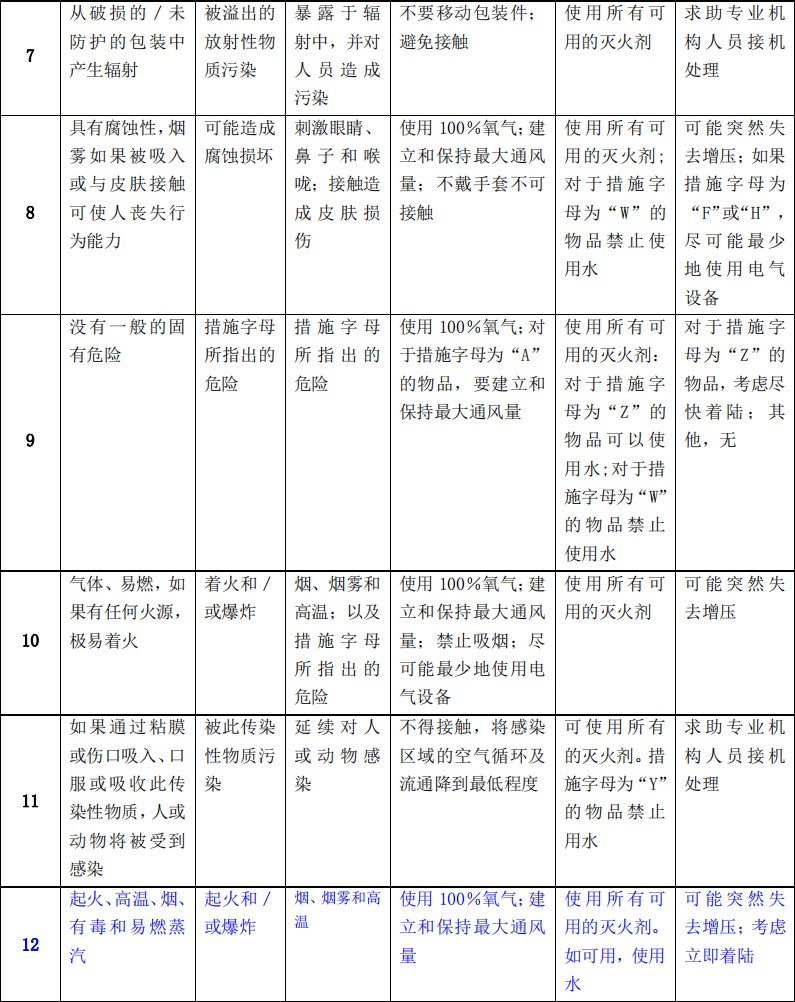 7
从破损的 / 未
防护的包装中
产生辐射
被溢出的
放射性物
质污染
暴露于辐
射中，并对
人员造成
污染
不要移动包装件；
避免接触
使用所有可
用的灭火剂
求助专业机
构人员接机
处理
8
具有腐蚀性，烟
雾如果被吸入
或与皮肤接触
可使人丧失行
为能力
可能造成
腐蚀损坏
刺激眼睛、
鼻子和喉
咙；接触造
成皮肤损
伤
使用 100％氧气；建
立和保持最大通风
量；不戴手套不可
接触
使用所有可
用的灭火剂；
对于措施字
母为“W”的
物品禁止使
用水
可能突然失
去增压；如果
措施字母为
“F”或“H”，
尽可能最少
地使用电气
设备
9
没有一般的固
有危险
措施字母
所指出的
危险
措施字母
所指出的
危险
使用 100％氧气；对
于措施字母为“A”
的物品，要建立和
保持最大通风量
使用所有可
用的灭火剂：
对于措施字
母为“Z”的
物品可以使
用水；对于措
施字母为“W”
的物品禁止
使用水
对于措施字
母为“Z”的
物品，考虑尽
快着陆；其
他，无
10
气体、易燃，如
果有任何火源，
极易着火
着火和 /
或爆炸
烟、烟雾和
高温；以及
措施字母
所指出的
危险
使用 100％氧气；建
立和保持最大通风
量；禁止吸烟；尽
可能最少地使用电
气设备
使用所有可
用的灭火剂
可能突然失
去增压
11
如果通过粘膜
或伤口吸入、口
服或吸收此传
染性物质，人或
动物将被受到
感染
被此传染
性物质污
染
延续对人
或动物感
染
不得接触，将感染
区域的空气循环及
流通降到最低程度
可使用所有
的灭火剂。措
施字母为“Y”
的物品禁止
用水
求助专业机
构人员接机
处理
12
起火、高温、烟、
有毒和易燃蒸
汽
起火和 /
或爆炸
烟、烟雾和高
温
使用 100％氧气；建
立和保持最大通风
量
使用所有可
用的灭火剂。
如可用，使用
水
可能突然失
去增压；考虑
立即着陆